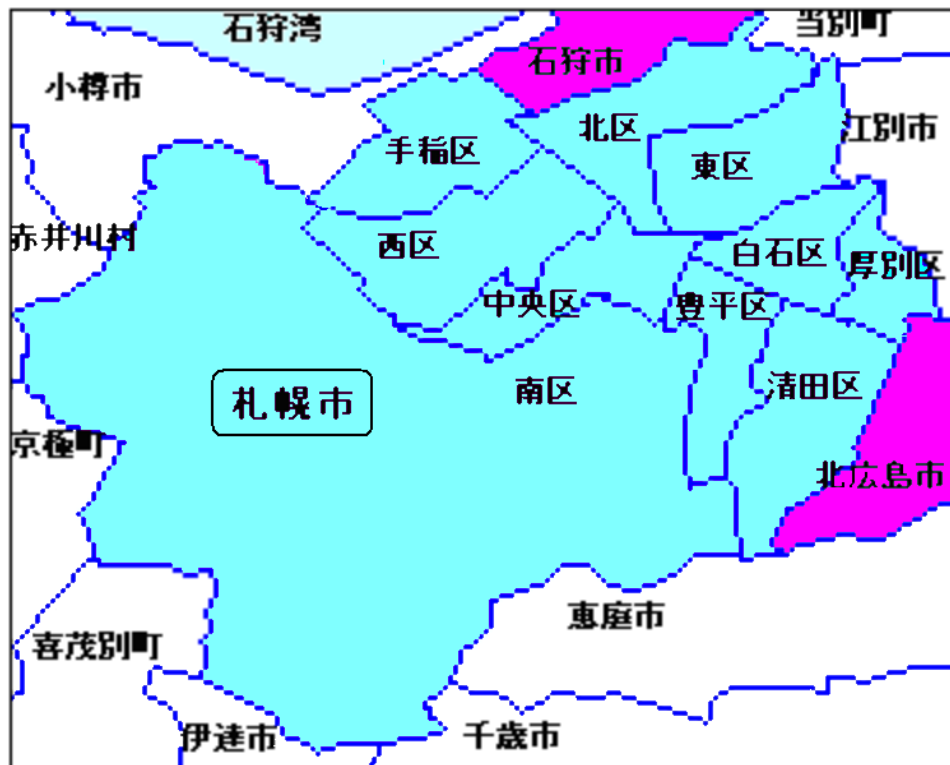 石狩湾
当別町
小樽市
石狩市
北区
江別市
手稲区
東区
赤井川村
西区
白石区
厚別区
中央区
豊平区
札幌市
南区
清田区
京極町
北広島市
恵庭市
喜茂別町
伊達市
千歳市